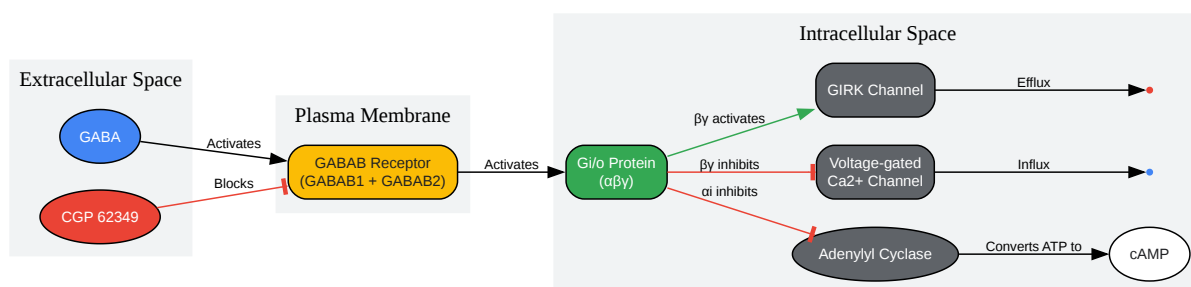 Extracellular Space
GABA
CGP 62349
Activates
Blocks
Plasma Membrane
GABAB Receptor
(GABAB1 + GABAB2)
Activates
Intracellular Space
Gi/o Protein
(αβγ)
βγ activates
βγ inhibits
αi inhibits
GIRK Channel
Efflux
Voltage-gated
Ca2+ Channel
Influx
Adenylyl Cyclase
Converts ATP to
cAMP